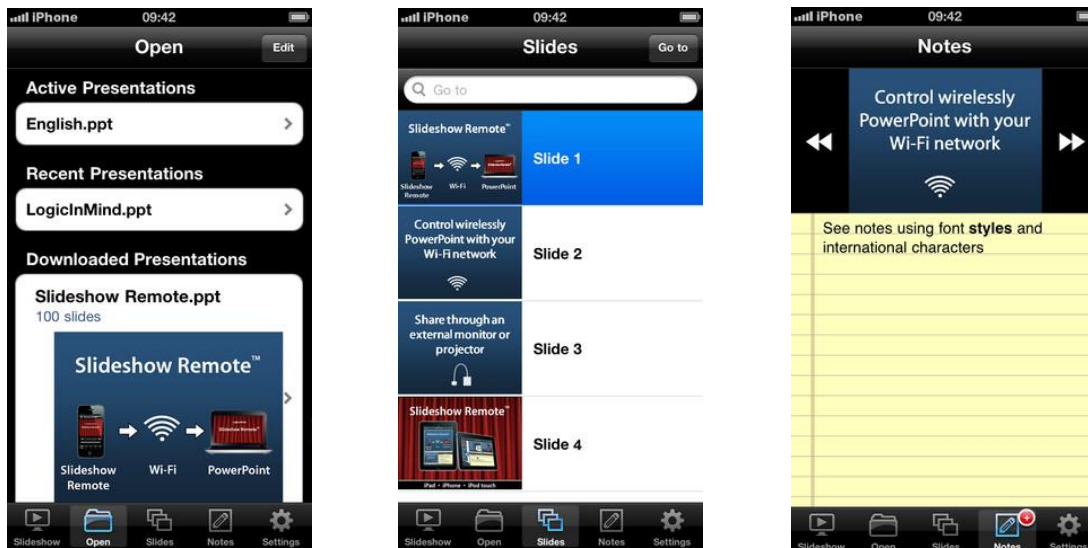 iPhone 09:42
Open Edit
Active Presentations
English.ppt
Recent Presentations
LogicInMind.ppt
Downloaded Presentations
Slideshow Remote.ppt
100 slides
Slideshow Remote™
Slideshow Remote
Wi-Fi
PowerPoint
Slideshow Open Slides Notes Settings
iPhone 09:42
Slides Go to
Go to
Slideshow Remote™
Slideshow Remote
Wi-Fi
PowerPoint
Slide 1
Control wirelessly
PowerPoint with your
Wi-Fi network
Slide 2
Share through an
external monitor or
projector
Slide 3
Slideshow Remote™
iPad • iPhone • iPod touch
Slide 4
Slideshow Open Slides Notes Settings
iPhone 09:42
Notes
Control wirelessly
PowerPoint with your
Wi-Fi network
See notes using font styles and
international characters
Slideshow Open Slides Notes Settings